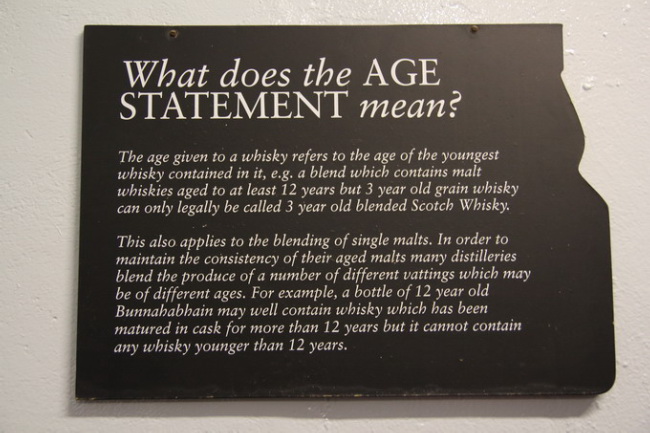 What does the AGE
STATEMENT mean?
The age given to a whisky refers to the age of the youngest
whisky contained in it, e.g. a blend which contains malt
whiskies aged to at least 12 years but 3 year old grain whisky
can only legally be called 3 year old blended Scotch Whisky.
This also applies to the blending of single malts. In order to
maintain the consistency of their aged malts many distilleries
blend the produce of a number of different vattings which may
be of different ages. For example, a bottle of 12 year old
Bunnahabhain may well contain whisky which has been
matured in cask for more than 12 years but it cannot contain
any whisky younger than 12 years.